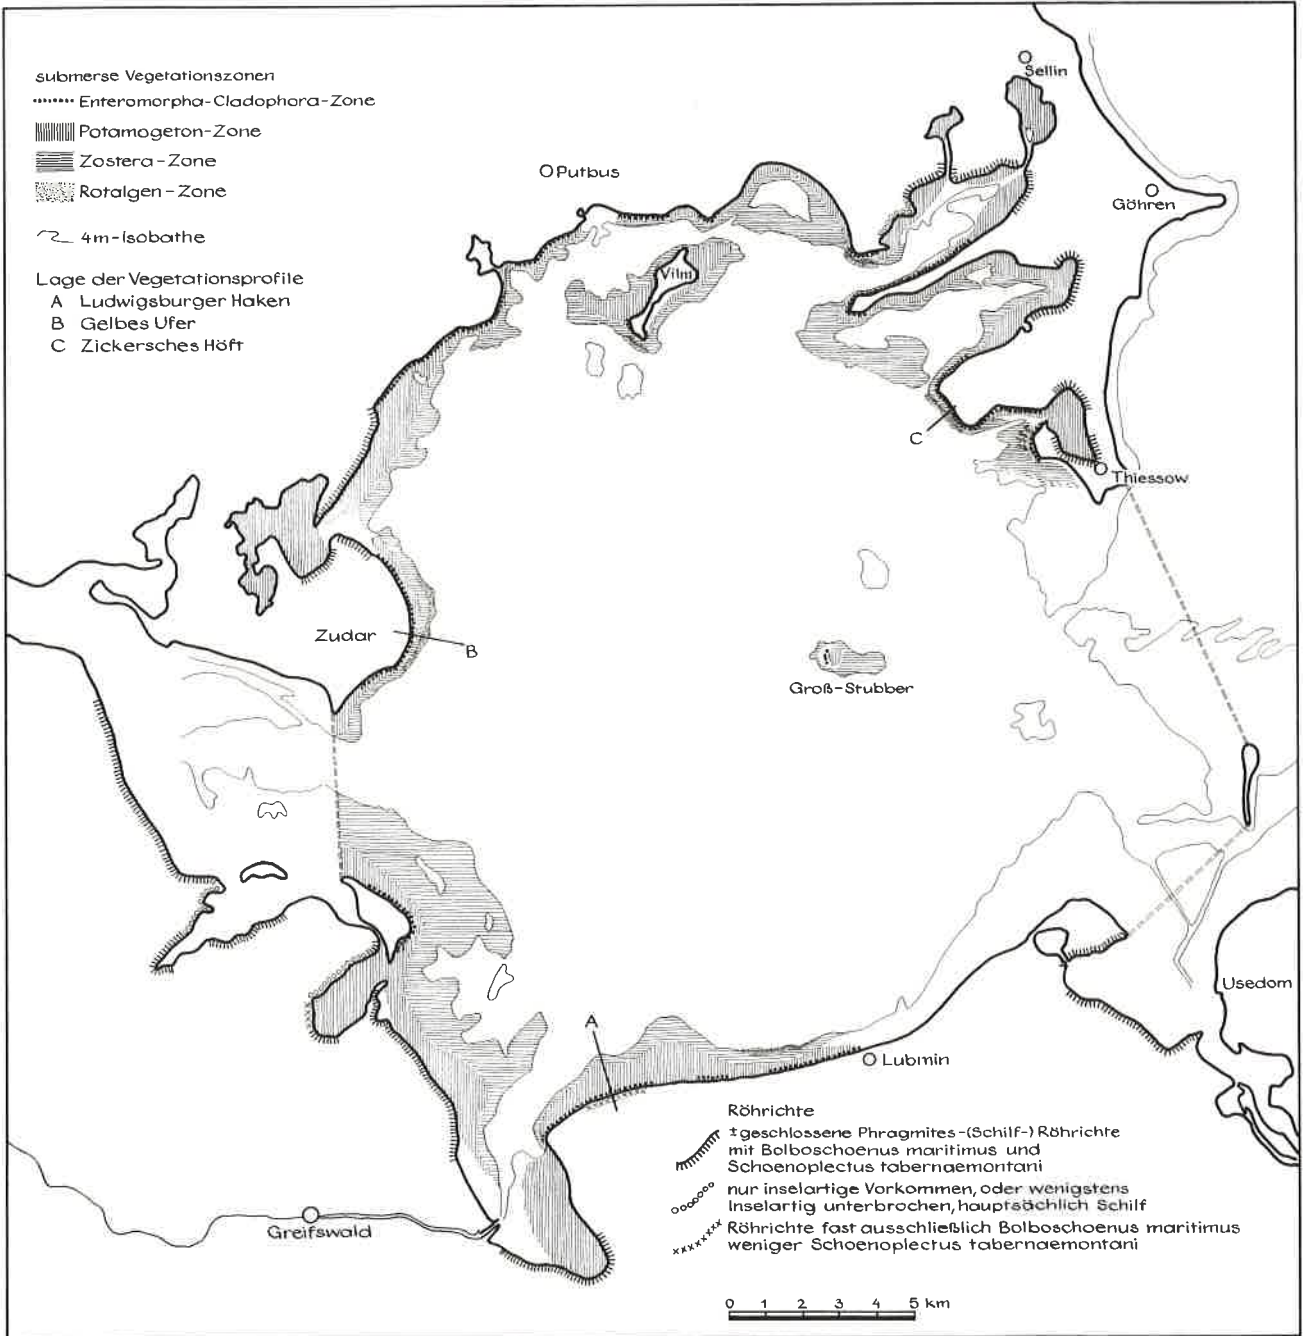 submerse Vegetationszonen
Enteromorpha-Cladophora-Zone
Potamogeton-Zone
Zostera-Zone
Rotalgen-Zone
4m-Isobathe
Lage der Vegetationsprofile
A Ludwigsburger Haken
B Gelbes Ufer
C Zickersches Höft
Sellin
Putbus
Göhren
Vilm
C
Thiessow
Zudar
B
Groß-Stubber
Usedom
A
Lubmin
Greifswald
Röhrichte
±geschlossene Phragmites-(Schilf-) Röhrichte
mit Bolboschoenus maritimus und
Schoenoplectus tabernaemontani
nur inselartige Vorkommen, oder wenigstens
Inselartig unterbrochen, hauptsächlich Schilf
Röhrichte fast ausschließlich Bolboschoenus maritimus
weniger Schoenoplectus tabernaemontani
0 1 2 3 4 5 km